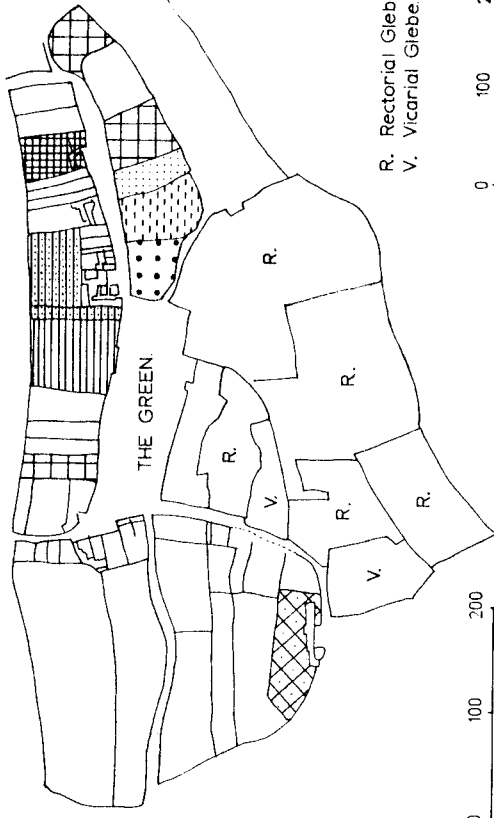 THE GREEN.
R.
R.
V.
R.
R.
R.
V.
R. Rectorial Gleb
V. Vicarial Glebe.
0 100 2
0 100 200